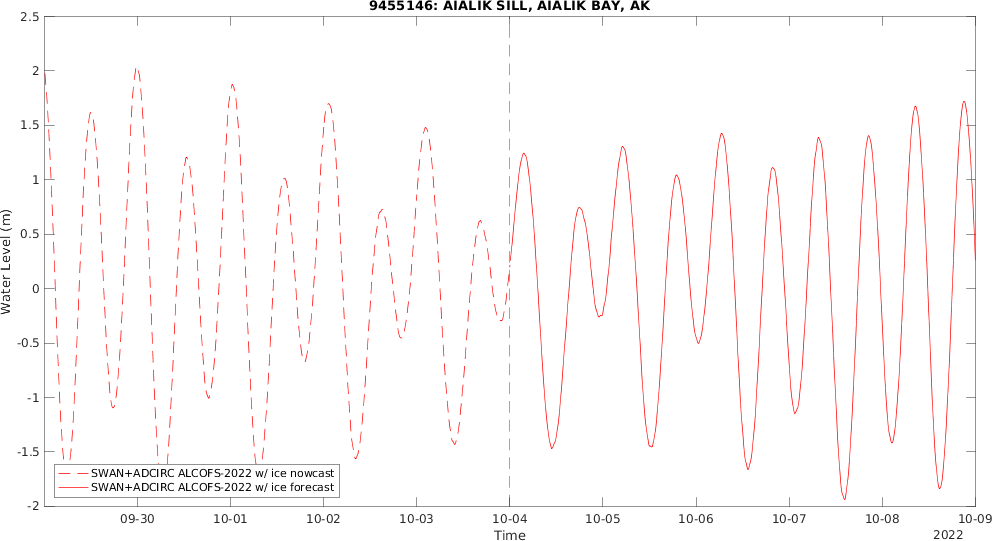 9455146: AIALIK SILL, AIALIK BAY, AK
Water Level (m)
2.5
2
1.5
1
0.5
0
-0.5
-1
-1.5
-2
SWAN+ADCIRC ALCOFS-2022 w/ ice nowcast
SWAN+ADCIRC ALCOFS-2022 w/ ice forecast
09-30 10-01 10-02 10-03 10-04 10-05 10-06 10-07 10-08 10-09
Time
2022